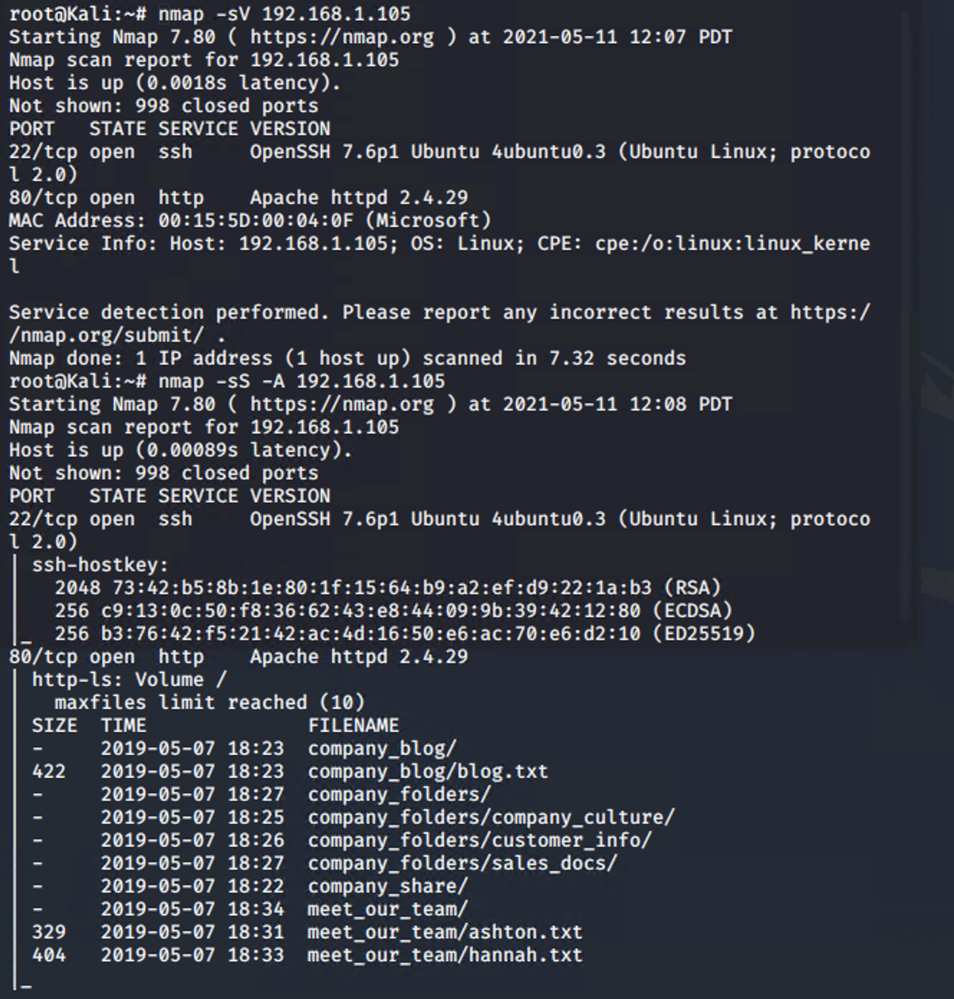 root@Kali:~# nmap -sV 192.168.1.105
Starting Nmap 7.80 ( https://nmap.org ) at 2021-05-11 12:07 PDT
Nmap scan report for 192.168.1.105
Host is up (0.0018s latency).
Not shown: 998 closed ports
PORT   STATE SERVICE VERSION
22/tcp open  ssh     OpenSSH 7.6p1 Ubuntu 4ubuntu0.3 (Ubuntu Linux; protoco
l 2.0)
80/tcp open  http    Apache httpd 2.4.29
MAC Address: 00:15:5D:00:04:0F (Microsoft)
Service Info: Host: 192.168.1.105; OS: Linux; CPE: cpe:/o:linux:linux_kerne
l
Service detection performed. Please report any incorrect results at https:/
/nmap.org/submit/ .
Nmap done: 1 IP address (1 host up) scanned in 7.32 seconds
root@Kali:~# nmap -sS -A 192.168.1.105
Starting Nmap 7.80 ( https://nmap.org ) at 2021-05-11 12:08 PDT
Nmap scan report for 192.168.1.105
Host is up (0.00089s latency).
Not shown: 998 closed ports
PORT   STATE SERVICE VERSION
22/tcp open  ssh     OpenSSH 7.6p1 Ubuntu 4ubuntu0.3 (Ubuntu Linux; protoco
l 2.0)
| ssh-hostkey:
|   2048 73:42:b5:8b:1e:80:1f:15:64:b9:a2:ef:d9:22:1a:b3 (RSA)
|   256 c9:13:0c:50:f8:36:62:43:e8:44:09:9b:39:42:12:80 (ECDSA)
|_  256 b3:76:42:f5:21:42:ac:4d:16:50:e6:ac:70:e6:d2:10 (ED25519)
80/tcp open  http    Apache httpd 2.4.29
| http-ls: Volume /
|   maxfiles limit reached (10)
| SIZE  TIME              FILENAME
| -     2019-05-07 18:23  company_blog/
| 422   2019-05-07 18:23  company_blog/blog.txt
| -     2019-05-07 18:27  company_folders/
| -     2019-05-07 18:25  company_folders/company_culture/
| -     2019-05-07 18:26  company_folders/customer_info/
| -     2019-05-07 18:27  company_folders/sales_docs/
| -     2019-05-07 18:22  company_share/
| -     2019-05-07 18:34  meet_our_team/
| 329   2019-05-07 18:31  meet_our_team/ashton.txt
| 404   2019-05-07 18:33  meet_our_team/hannah.txt
|_